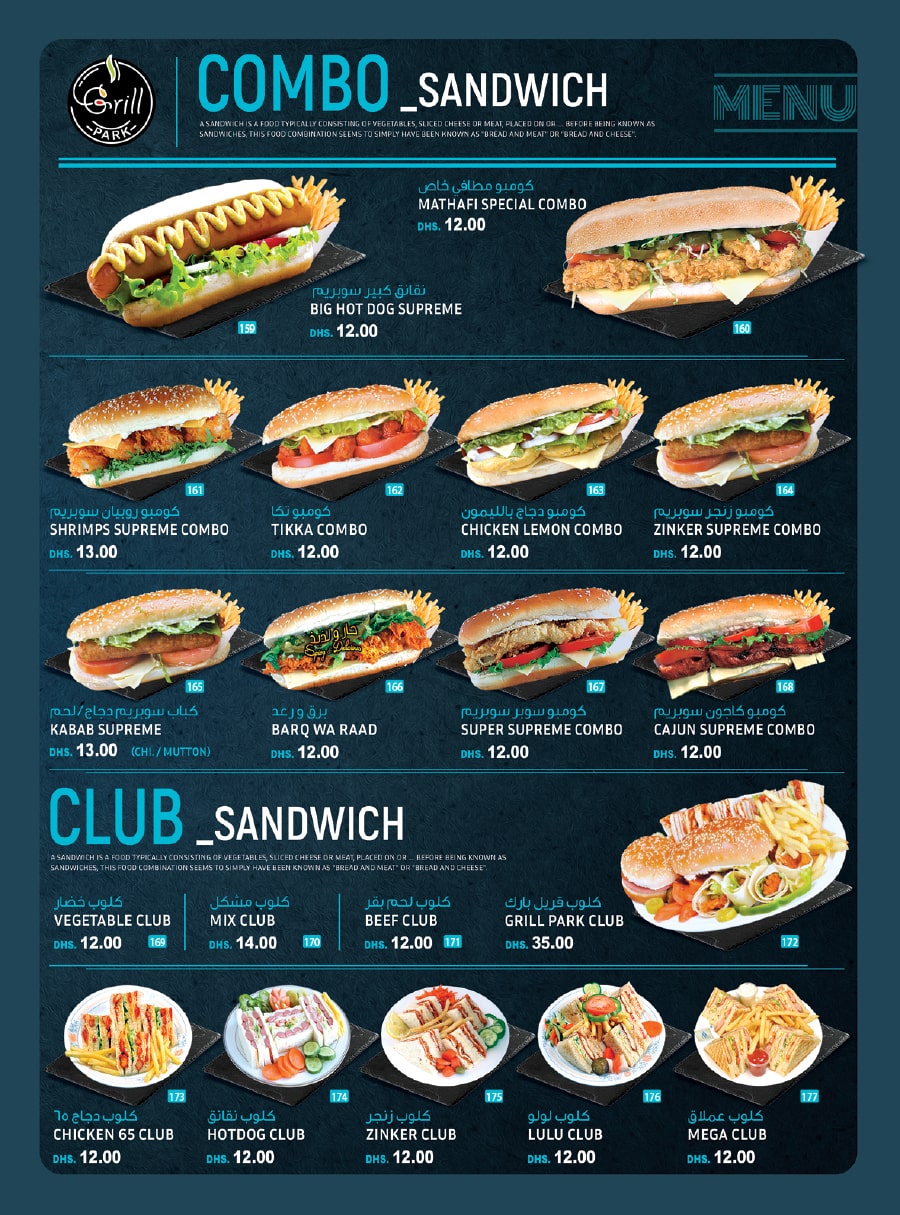 Grill
PARK
COMBO _SANDWICH
A SANDWICH IS A FOOD TYPICALLY CONSISTING OF VEGETABLES, SLICED CHEESE OR MEAT, PLACED ON OR ... BEFORE BEING KNOWN AS
SANDWICHES, THIS FOOD COMBINATION SEEMS TO SIMPLY HAVE BEEN KNOWN AS "BREAD AND MEAT" OR "BREAD AND CHEESE".
MENU
كومبو مطافي خاص
MATHAFI SPECIAL COMBO
DHS. 12.00
نقانق كبير سوبريم
BIG HOT DOG SUPREME
DHS. 12.00
159
160
161
كومبو روبيان سوبريم
SHRIMPS SUPREME COMBO
DHS. 13.00
162
كومبو تكا
TIKKA COMBO
DHS. 12.00
163
كومبو دجاج بالليمون
CHICKEN LEMON COMBO
DHS. 12.00
164
كومبو زنجر سوبريم
ZINKER SUPREME COMBO
DHS. 12.00
165
كباب سوبريم دجاج/لحم
KABAB SUPREME
DHS. 13.00 (CHI. / MUTTON)
حار و لذيذ
Spicy Delicious
166
برق و رعد
BARQ WA RAAD
DHS. 12.00
167
كومبو سوبر سوبريم
SUPER SUPREME COMBO
DHS. 12.00
168
كومبو كاجون سوبريم
CAJUN SUPREME COMBO
DHS. 12.00
CLUB _SANDWICH
A SANDWICH IS A FOOD TYPICALLY CONSISTING OF VEGETABLES, SLICED CHEESE OR MEAT, PLACED ON OR ... BEFORE BEING KNOWN AS
SANDWICHES, THIS FOOD COMBINATION SEEMS TO SIMPLY HAVE BEEN KNOWN AS "BREAD AND MEAT" OR "BREAD AND CHEESE".
كلوب خضار
VEGETABLE CLUB
DHS. 12.00 169
كلوب مشكل
MIX CLUB
DHS. 14.00 170
كلوب لحم بقر
BEEF CLUB
DHS. 12.00 171
كلوب قريل بارك
GRILL PARK CLUB
DHS. 35.00
172
173
كلوب دجاج ٦٥
CHICKEN 65 CLUB
DHS. 12.00
174
كلوب نقانق
HOTDOG CLUB
DHS. 12.00
175
كلوب زنجر
ZINKER CLUB
DHS. 12.00
176
كلوب لولو
LULU CLUB
DHS. 12.00
177
كلوب عملاق
MEGA CLUB
DHS. 12.00